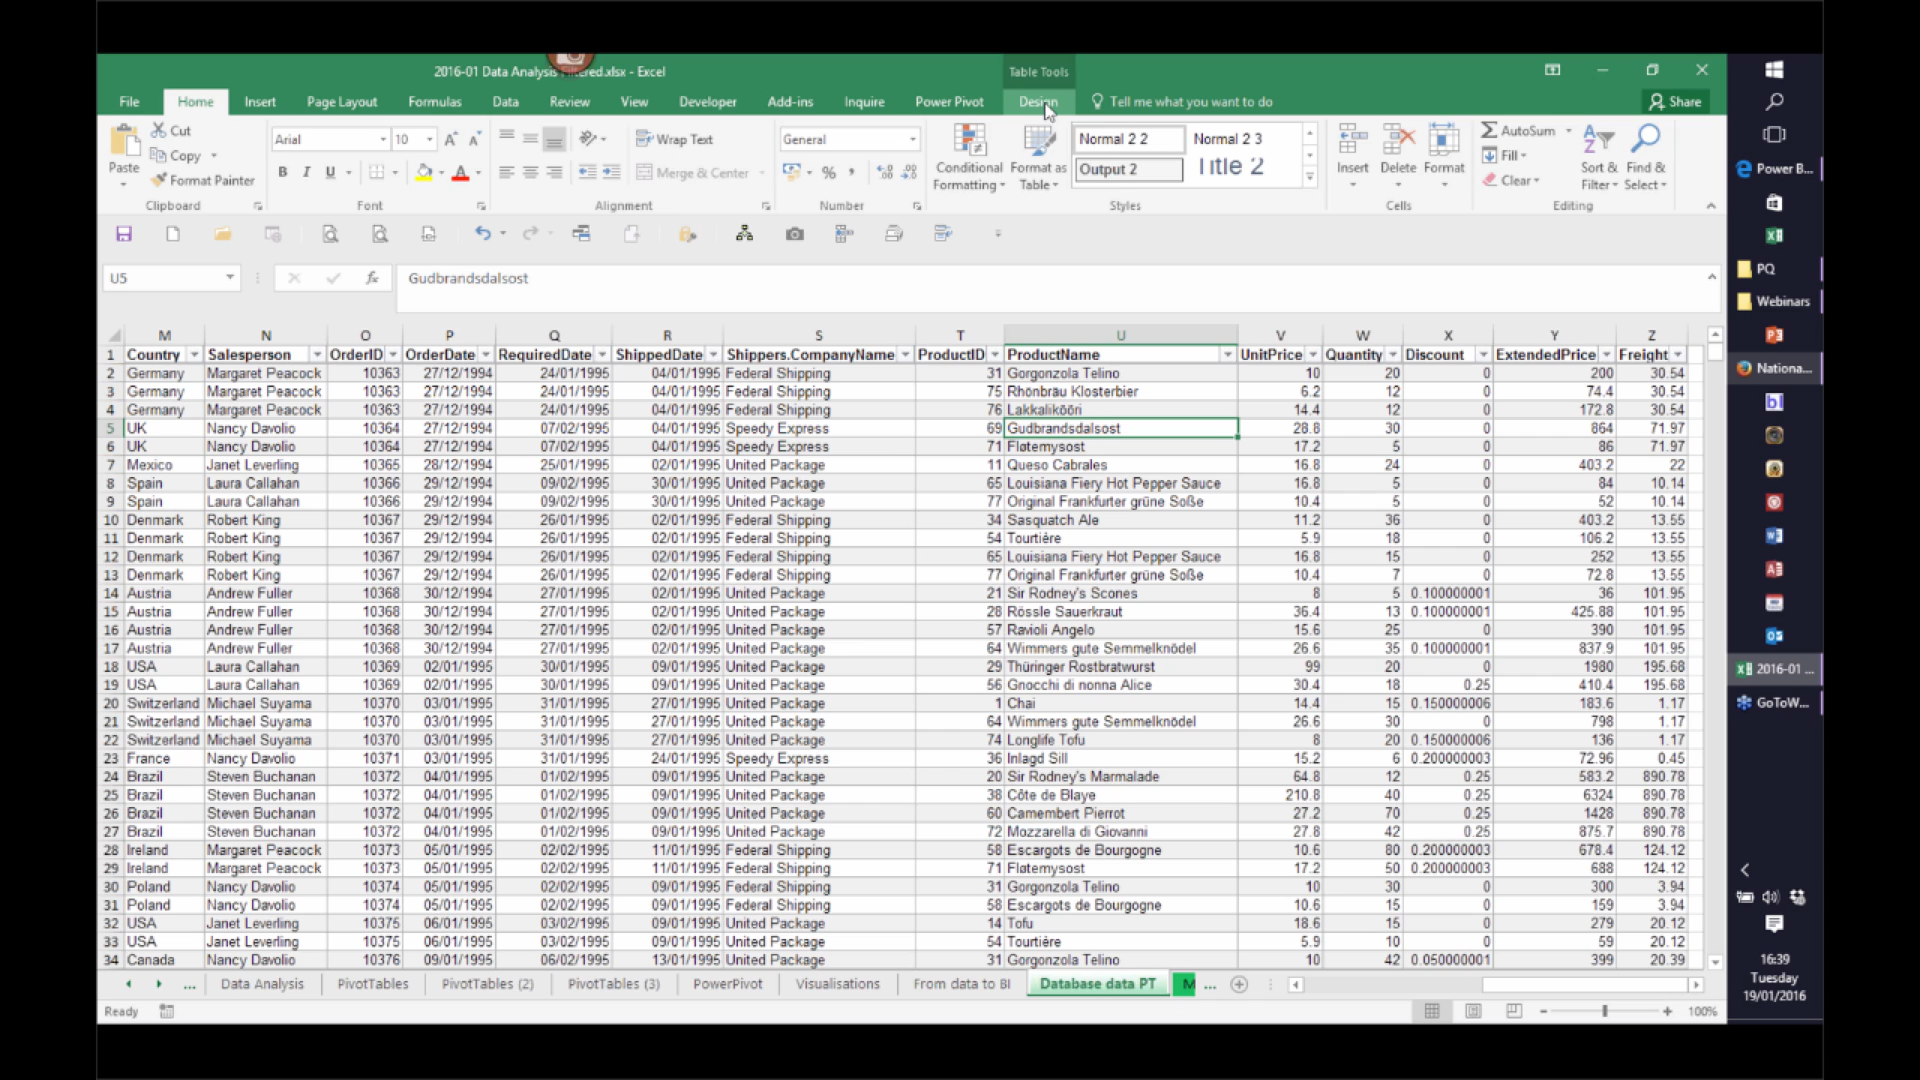 2016-01 Data Analysis Filtered.xlsx - Excel
Table Tools
File Home Insert Page Layout Formulas Data Review View Developer Add-ins Inquire Power Pivot Design Tell me what you want to do Share
Paste Cut Copy Format Painter Clipboard
Arial 10 B I U Font
Wrap Text Merge & Center Alignment
General % Number
Conditional Formatting Format as Table Normal 2 2 Normal 2 3 Output 2 Title 2 Styles
Insert Delete Format Cells
AutoSum Fill Clear Sort & Filter Find & Select Editing
U5 fx Gudbrandsdalsost
M N O P Q R S T U V W X Y Z
1 Country Salesperson OrderID OrderDate RequiredDate ShippedDate Shippers.CompanyName ProductID ProductName UnitPrice Quantity Discount ExtendedPrice Freight
2 Germany Margaret Peacock 10363 27/12/1994 24/01/1995 04/01/1995 Federal Shipping 31 Gorgonzola Telino 10 20 0 200 30.54
3 Germany Margaret Peacock 10363 27/12/1994 24/01/1995 04/01/1995 Federal Shipping 75 Rhönbräu Klosterbier 6.2 12 0 74.4 30.54
4 Germany Margaret Peacock 10363 27/12/1994 24/01/1995 04/01/1995 Federal Shipping 76 Lakkalikööri 14.4 12 0 172.8 30.54
5 UK Nancy Davolio 10364 27/12/1994 07/02/1995 04/01/1995 Speedy Express 69 Gudbrandsdalsost 28.8 30 0 864 71.97
6 UK Nancy Davolio 10364 27/12/1994 07/02/1995 04/01/1995 Speedy Express 71 Fløtemysost 17.2 5 0 86 71.97
7 Mexico Janet Leverling 10365 28/12/1994 25/01/1995 02/01/1995 United Package 11 Queso Cabrales 16.8 24 0 403.2 22
8 Spain Laura Callahan 10366 29/12/1994 09/02/1995 30/01/1995 United Package 65 Louisiana Fiery Hot Pepper Sauce 16.8 5 0 84 10.14
9 Spain Laura Callahan 10366 29/12/1994 09/02/1995 30/01/1995 United Package 77 Original Frankfurter grüne Soße 10.4 5 0 52 10.14
10 Denmark Robert King 10367 29/12/1994 26/01/1995 02/01/1995 Federal Shipping 34 Sasquatch Ale 11.2 36 0 403.2 13.55
11 Denmark Robert King 10367 29/12/1994 26/01/1995 02/01/1995 Federal Shipping 54 Tourtière 5.9 18 0 106.2 13.55
12 Denmark Robert King 10367 29/12/1994 26/01/1995 02/01/1995 Federal Shipping 65 Louisiana Fiery Hot Pepper Sauce 16.8 15 0 252 13.55
13 Denmark Robert King 10367 29/12/1994 26/01/1995 02/01/1995 Federal Shipping 77 Original Frankfurter grüne Soße 10.4 7 0 72.8 13.55
14 Austria Andrew Fuller 10368 30/12/1994 27/01/1995 02/01/1995 United Package 21 Sir Rodney's Scones 8 5 0.100000001 36 101.95
15 Austria Andrew Fuller 10368 30/12/1994 27/01/1995 02/01/1995 United Package 28 Rössle Sauerkraut 36.4 13 0.100000001 425.88 101.95
16 Austria Andrew Fuller 10368 30/12/1994 27/01/1995 02/01/1995 United Package 57 Ravioli Angelo 15.6 25 0 390 101.95
17 Austria Andrew Fuller 10368 30/12/1994 27/01/1995 02/01/1995 United Package 64 Wimmers gute Semmelknödel 26.6 35 0.100000001 837.9 101.95
18 USA Laura Callahan 10369 02/01/1995 30/01/1995 09/01/1995 United Package 29 Thüringer Rostbratwurst 99 20 0 1980 195.68
19 USA Laura Callahan 10369 02/01/1995 30/01/1995 09/01/1995 United Package 56 Gnocchi di nonna Alice 30.4 18 0.25 410.4 195.68
20 Switzerland Michael Suyama 10370 03/01/1995 31/01/1995 27/01/1995 United Package 1 Chai 14.4 15 0.150000006 183.6 1.17
21 Switzerland Michael Suyama 10370 03/01/1995 31/01/1995 27/01/1995 United Package 64 Wimmers gute Semmelknödel 26.6 30 0 798 1.17
22 Switzerland Michael Suyama 10370 03/01/1995 31/01/1995 27/01/1995 United Package 74 Longlife Tofu 8 20 0.150000006 136 1.17
23 France Nancy Davolio 10371 03/01/1995 31/01/1995 24/01/1995 Speedy Express 36 Inlagd Sill 15.2 6 0.200000003 72.96 0.45
24 Brazil Steven Buchanan 10372 04/01/1995 01/02/1995 09/01/1995 United Package 20 Sir Rodney's Marmalade 64.8 12 0.25 583.2 890.78
25 Brazil Steven Buchanan 10372 04/01/1995 01/02/1995 09/01/1995 United Package 38 Côte de Blaye 210.8 40 0.25 6324 890.78
26 Brazil Steven Buchanan 10372 04/01/1995 01/02/1995 09/01/1995 United Package 60 Camembert Pierrot 27.2 70 0.25 1428 890.78
27 Brazil Steven Buchanan 10372 04/01/1995 01/02/1995 09/01/1995 United Package 72 Mozzarella di Giovanni 27.8 42 0.25 875.7 890.78
28 Ireland Margaret Peacock 10373 05/01/1995 02/02/1995 11/01/1995 Federal Shipping 58 Escargots de Bourgogne 10.6 80 0.200000003 678.4 124.12
29 Ireland Margaret Peacock 10373 05/01/1995 02/02/1995 11/01/1995 Federal Shipping 71 Fløtemysost 17.2 50 0.200000003 688 124.12
30 Poland Nancy Davolio 10374 05/01/1995 02/02/1995 09/01/1995 Federal Shipping 31 Gorgonzola Telino 10 30 0 300 3.94
31 Poland Nancy Davolio 10374 05/01/1995 02/02/1995 09/01/1995 Federal Shipping 58 Escargots de Bourgogne 10.6 15 0 159 3.94
32 USA Janet Leverling 10375 06/01/1995 03/02/1995 09/01/1995 United Package 14 Tofu 18.6 15 0 279 20.12
33 USA Janet Leverling 10375 06/01/1995 03/02/1995 09/01/1995 United Package 54 Tourtière 5.9 10 0 59 20.12
34 Canada Nancy Davolio 10376 09/01/1995 06/02/1995 13/01/1995 United Package 31 Gorgonzola Telino 10 42 0.050000001 399 20.39
... Data Analysis PivotTables PivotTables (2) PivotTables (3) PowerPivot Visualisations From data to BI Database data PT M ...
Ready 100%
Power B...
PQ
Webinars
Nationa...
bl
2016-01 ...
GoToW...
16:39
Tuesday
19/01/2016